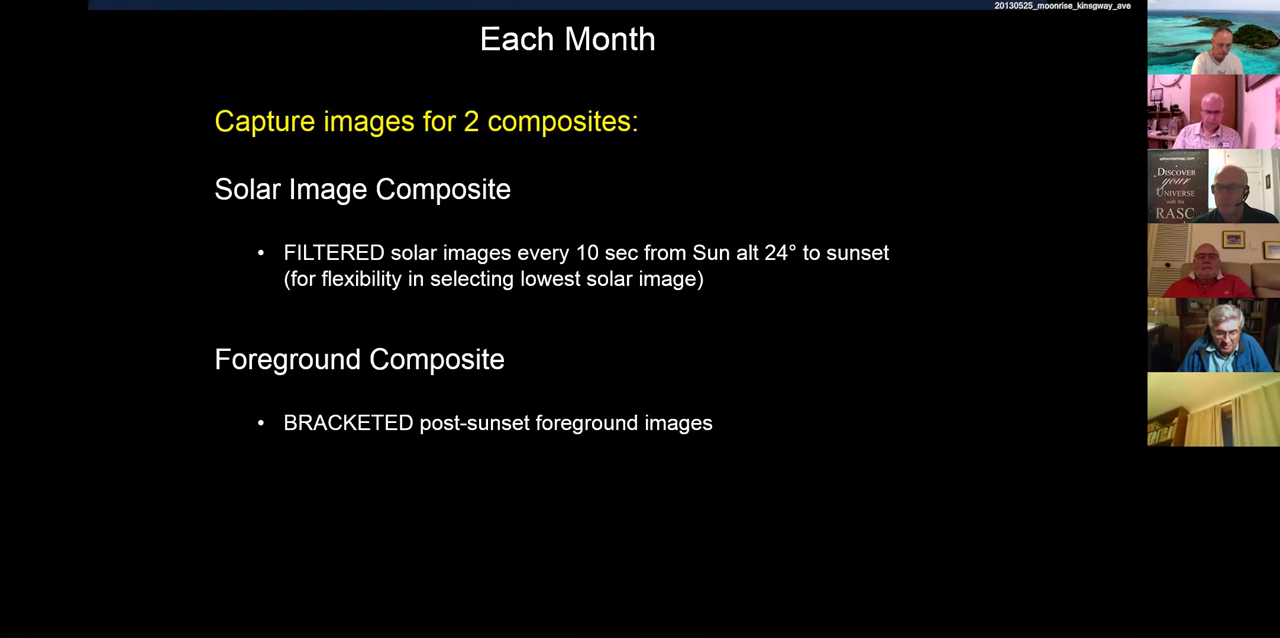 20130525_moonrise_kinsgway_ave
Each Month
Capture images for 2 composites:
Solar Image Composite
• FILTERED solar images every 10 sec from Sun alt 24° to sunset
(for flexibility in selecting lowest solar image)
Foreground Composite
• BRACKETED post-sunset foreground images
edmontonrasc.com
DISCOVER
your
UNIVERSE
with the
RASC